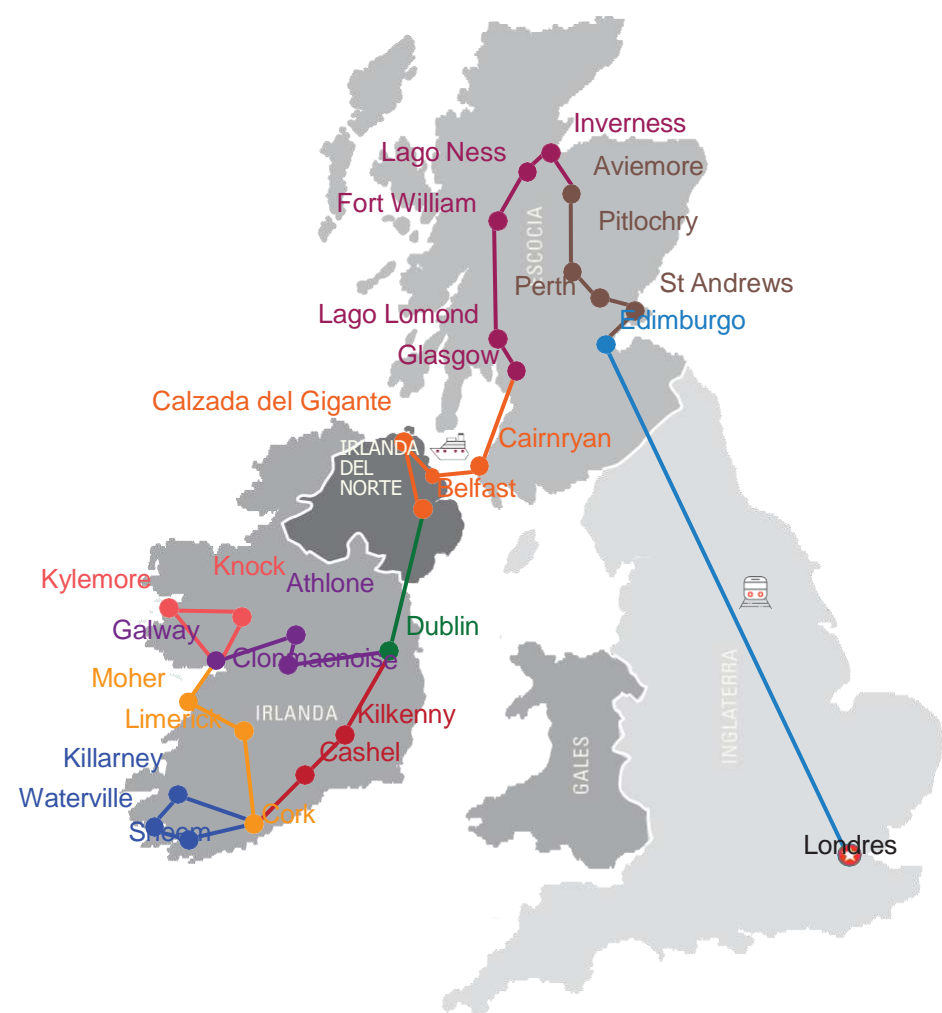 Inverness
Lago Ness
Aviemore
Fort William
Pitlochry
ESCOCIA
Perth
St Andrews
Lago Lomond
Edimburgo
Glasgow
Calzada del Gigante
Cairnryan
IRLANDA
DEL
NORTE
Belfast
Knock
Kylemore
Athlone
Galway
Dublin
Clonmacnoise
Moher
Limerick
IRLANDA
Kilkenny
INGLATERRA
Killarney
Cashel
GALES
Waterville
Cork
Sneem
Londres